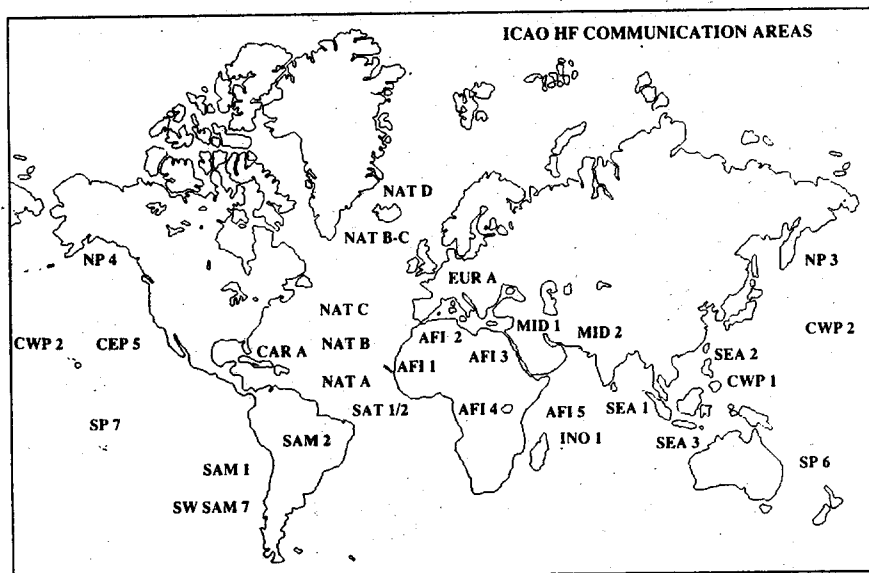 ICAO HF COMMUNICATION AREAS
NAT D
NAT B-C
NP 4
EUR A
NP 3
NAT C
MID 1
MID 2
CWP 2
CWP 2
CEP 5
CAR A
NAT B
AFI 2
AFI 1
AFI 3
SEA 2
NAT A
CWP 1
SAT 1/2
AFI 4
AFI 5
SEA 1
SP 7
SAM 2
INO 1
SEA 3
SAM 1
SP 6
SW SAM 7